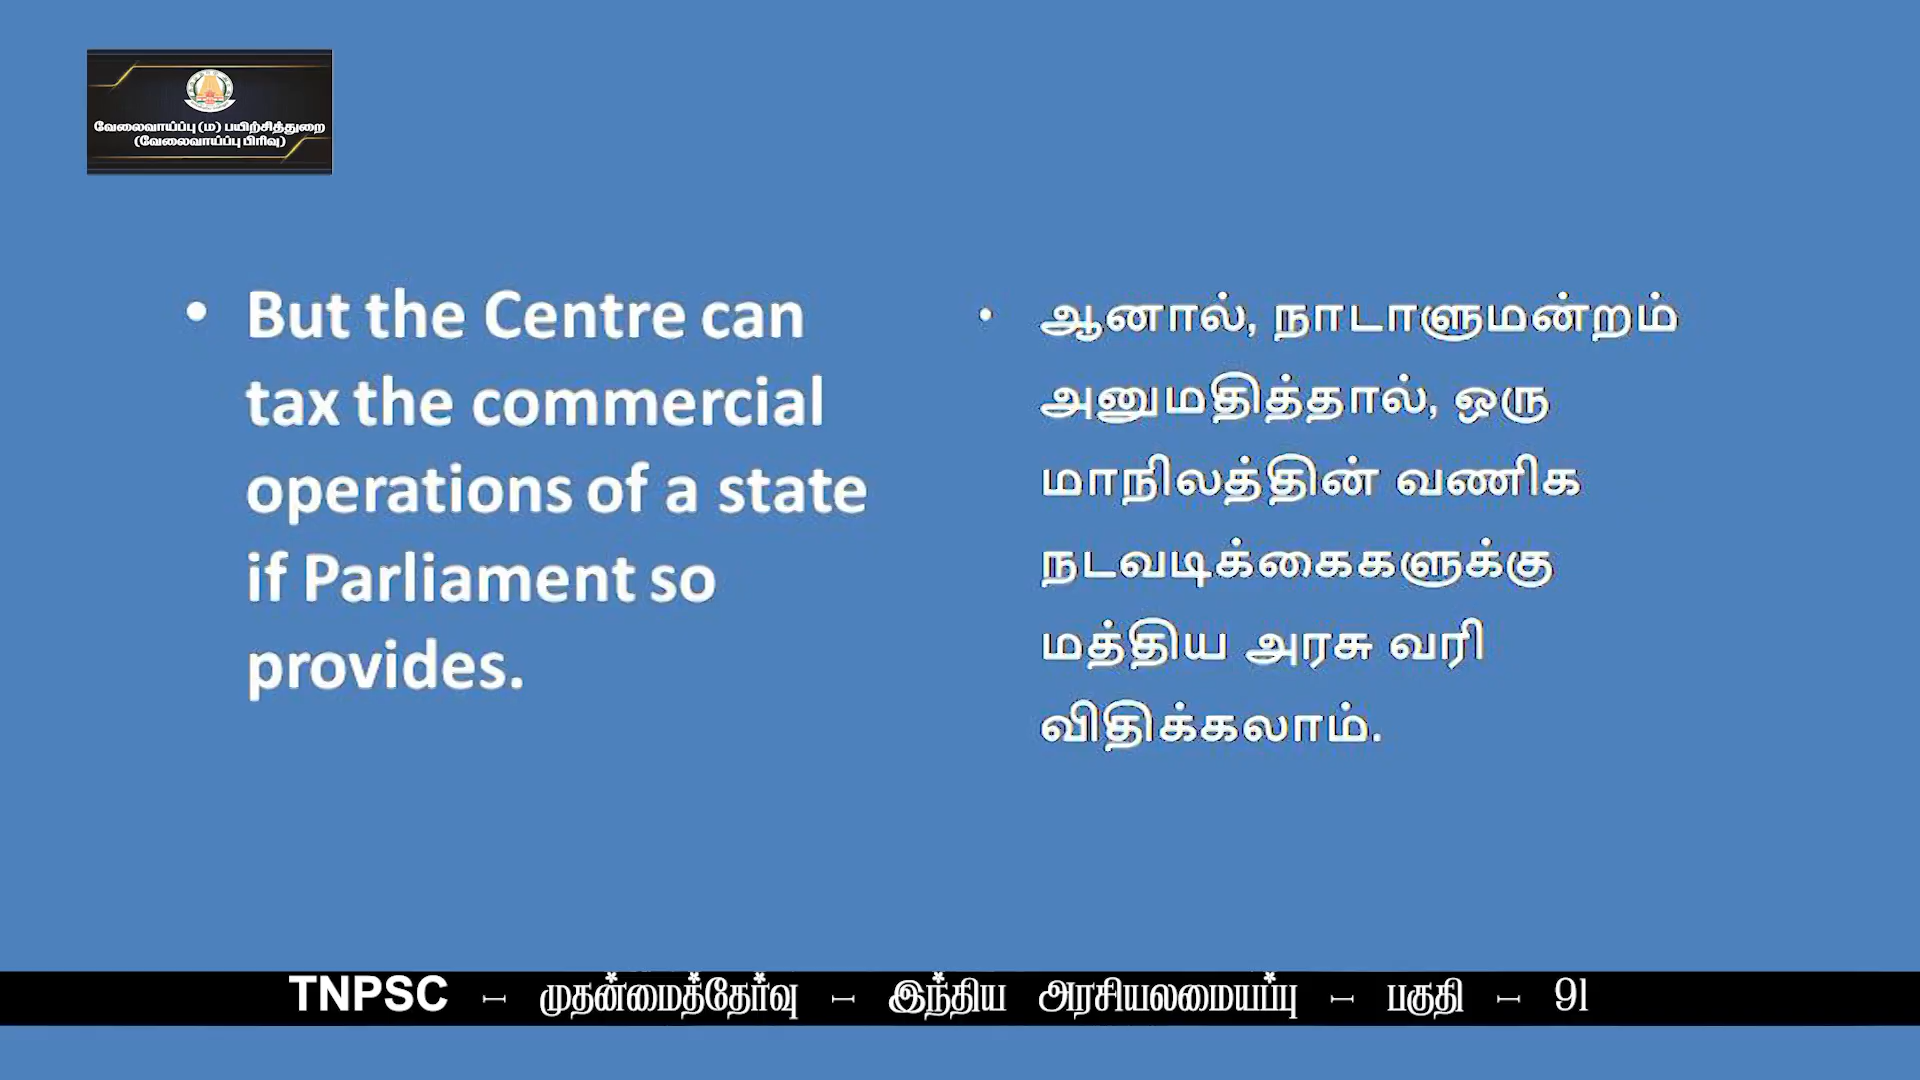 வேலைவாய்ப்பு (ம) பயிற்சித்துறை
(வேலைவாய்ப்பு பிரிவு)
• But the Centre can
tax the commercial
operations of a state
if Parliament so
provides.
• ஆனால், நாடாளுமன்றம்
அனுமதித்தால், ஒரு
மாநிலத்தின் வணிக
நடவடிக்கைகளுக்கு
மத்திய அரசு வரி
விதிக்கலாம்.
TNPSC – முதன்மைத்தேர்வு – இந்திய அரசியலமைப்பு – பகுதி – 91